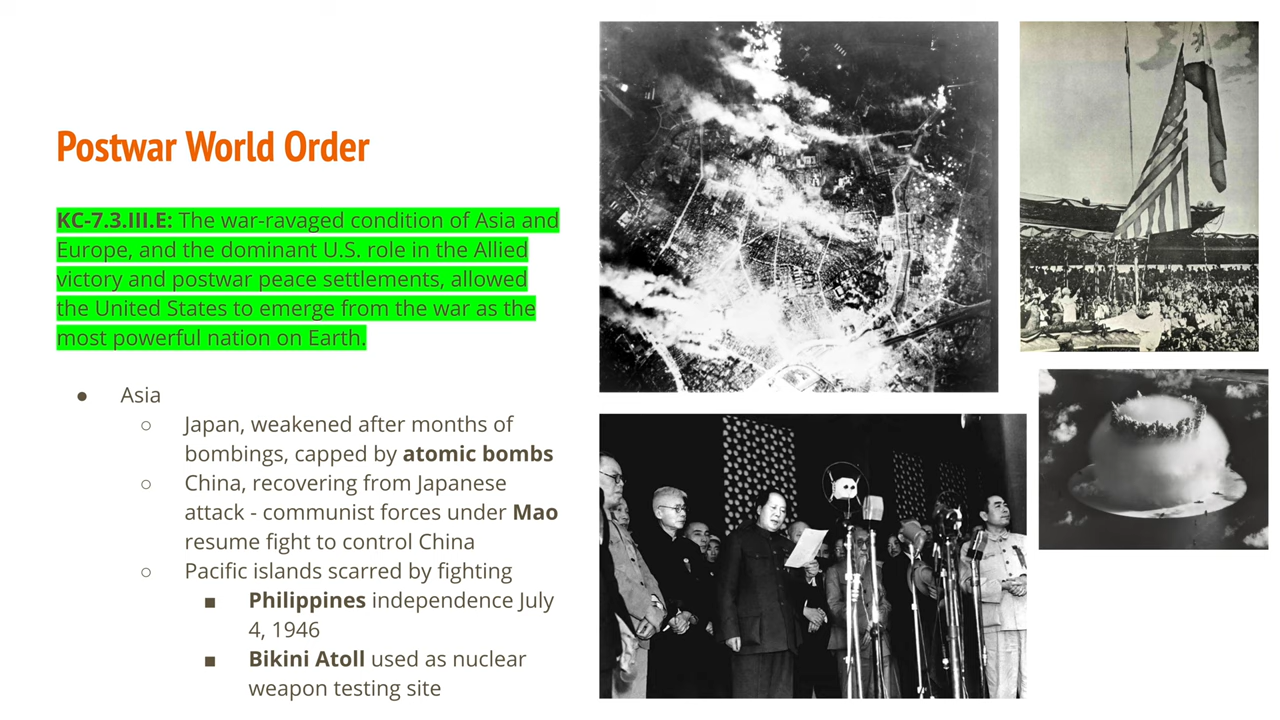 Postwar World Order
KC-7.3.III.E: The war-ravaged condition of Asia and
Europe, and the dominant U.S. role in the Allied
victory and postwar peace settlements, allowed
the United States to emerge from the war as the
most powerful nation on Earth.
● Asia
○ Japan, weakened after months of
bombings, capped by atomic bombs
○ China, recovering from Japanese
attack - communist forces under Mao
resume fight to control China
○ Pacific islands scarred by fighting
■ Philippines independence July
4, 1946
■ Bikini Atoll used as nuclear
weapon testing site